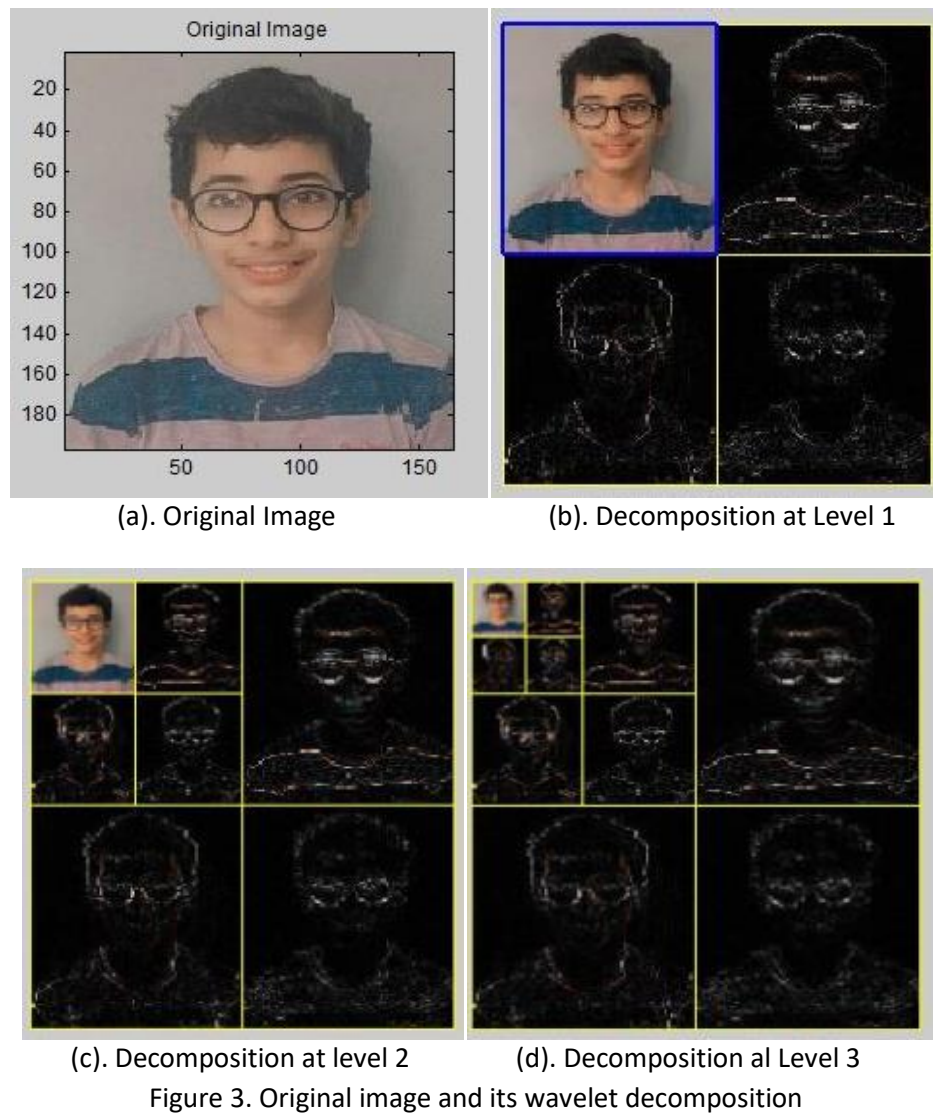 Original Image
20
40
60
80
100
120
140
160
180
50 100 150
(a). Original Image (b). Decomposition at Level 1
(c). Decomposition at level 2 (d). Decomposition al Level 3
Figure 3. Original image and its wavelet decomposition